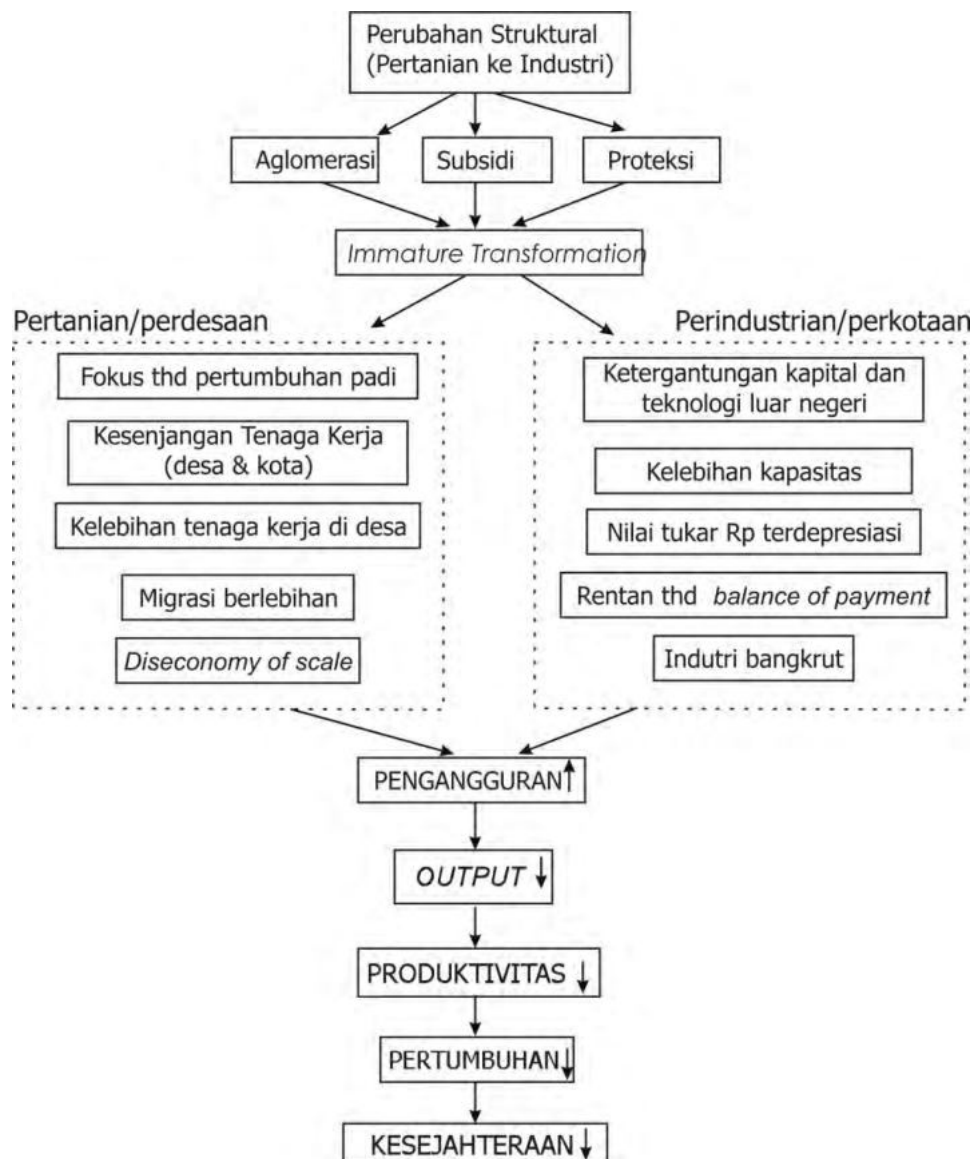 Perubahan Struktural
(Pertanian ke Industri)
Aglomerasi
Subsidi
Proteksi
Immature Transformation
Pertanian/perdesaan
Fokus thd pertumbuhan padi
Kesenjangan Tenaga Kerja
(desa & kota)
Kelebihan tenaga kerja di desa
Migrasi berlebihan
Diseconomy of scale
Perindustrian/perkotaan
Ketergantungan kapital dan
teknologi luar negeri
Kelebihan kapasitas
Nilai tukar Rp terdepresiasi
Rentan thd balance of payment
Indutri bangkrut
PENGANGGURAN↑
OUTPUT ↓
PRODUKTIVITAS ↓
PERTUMBUHAN↓
KESEJAHTERAAN ↓